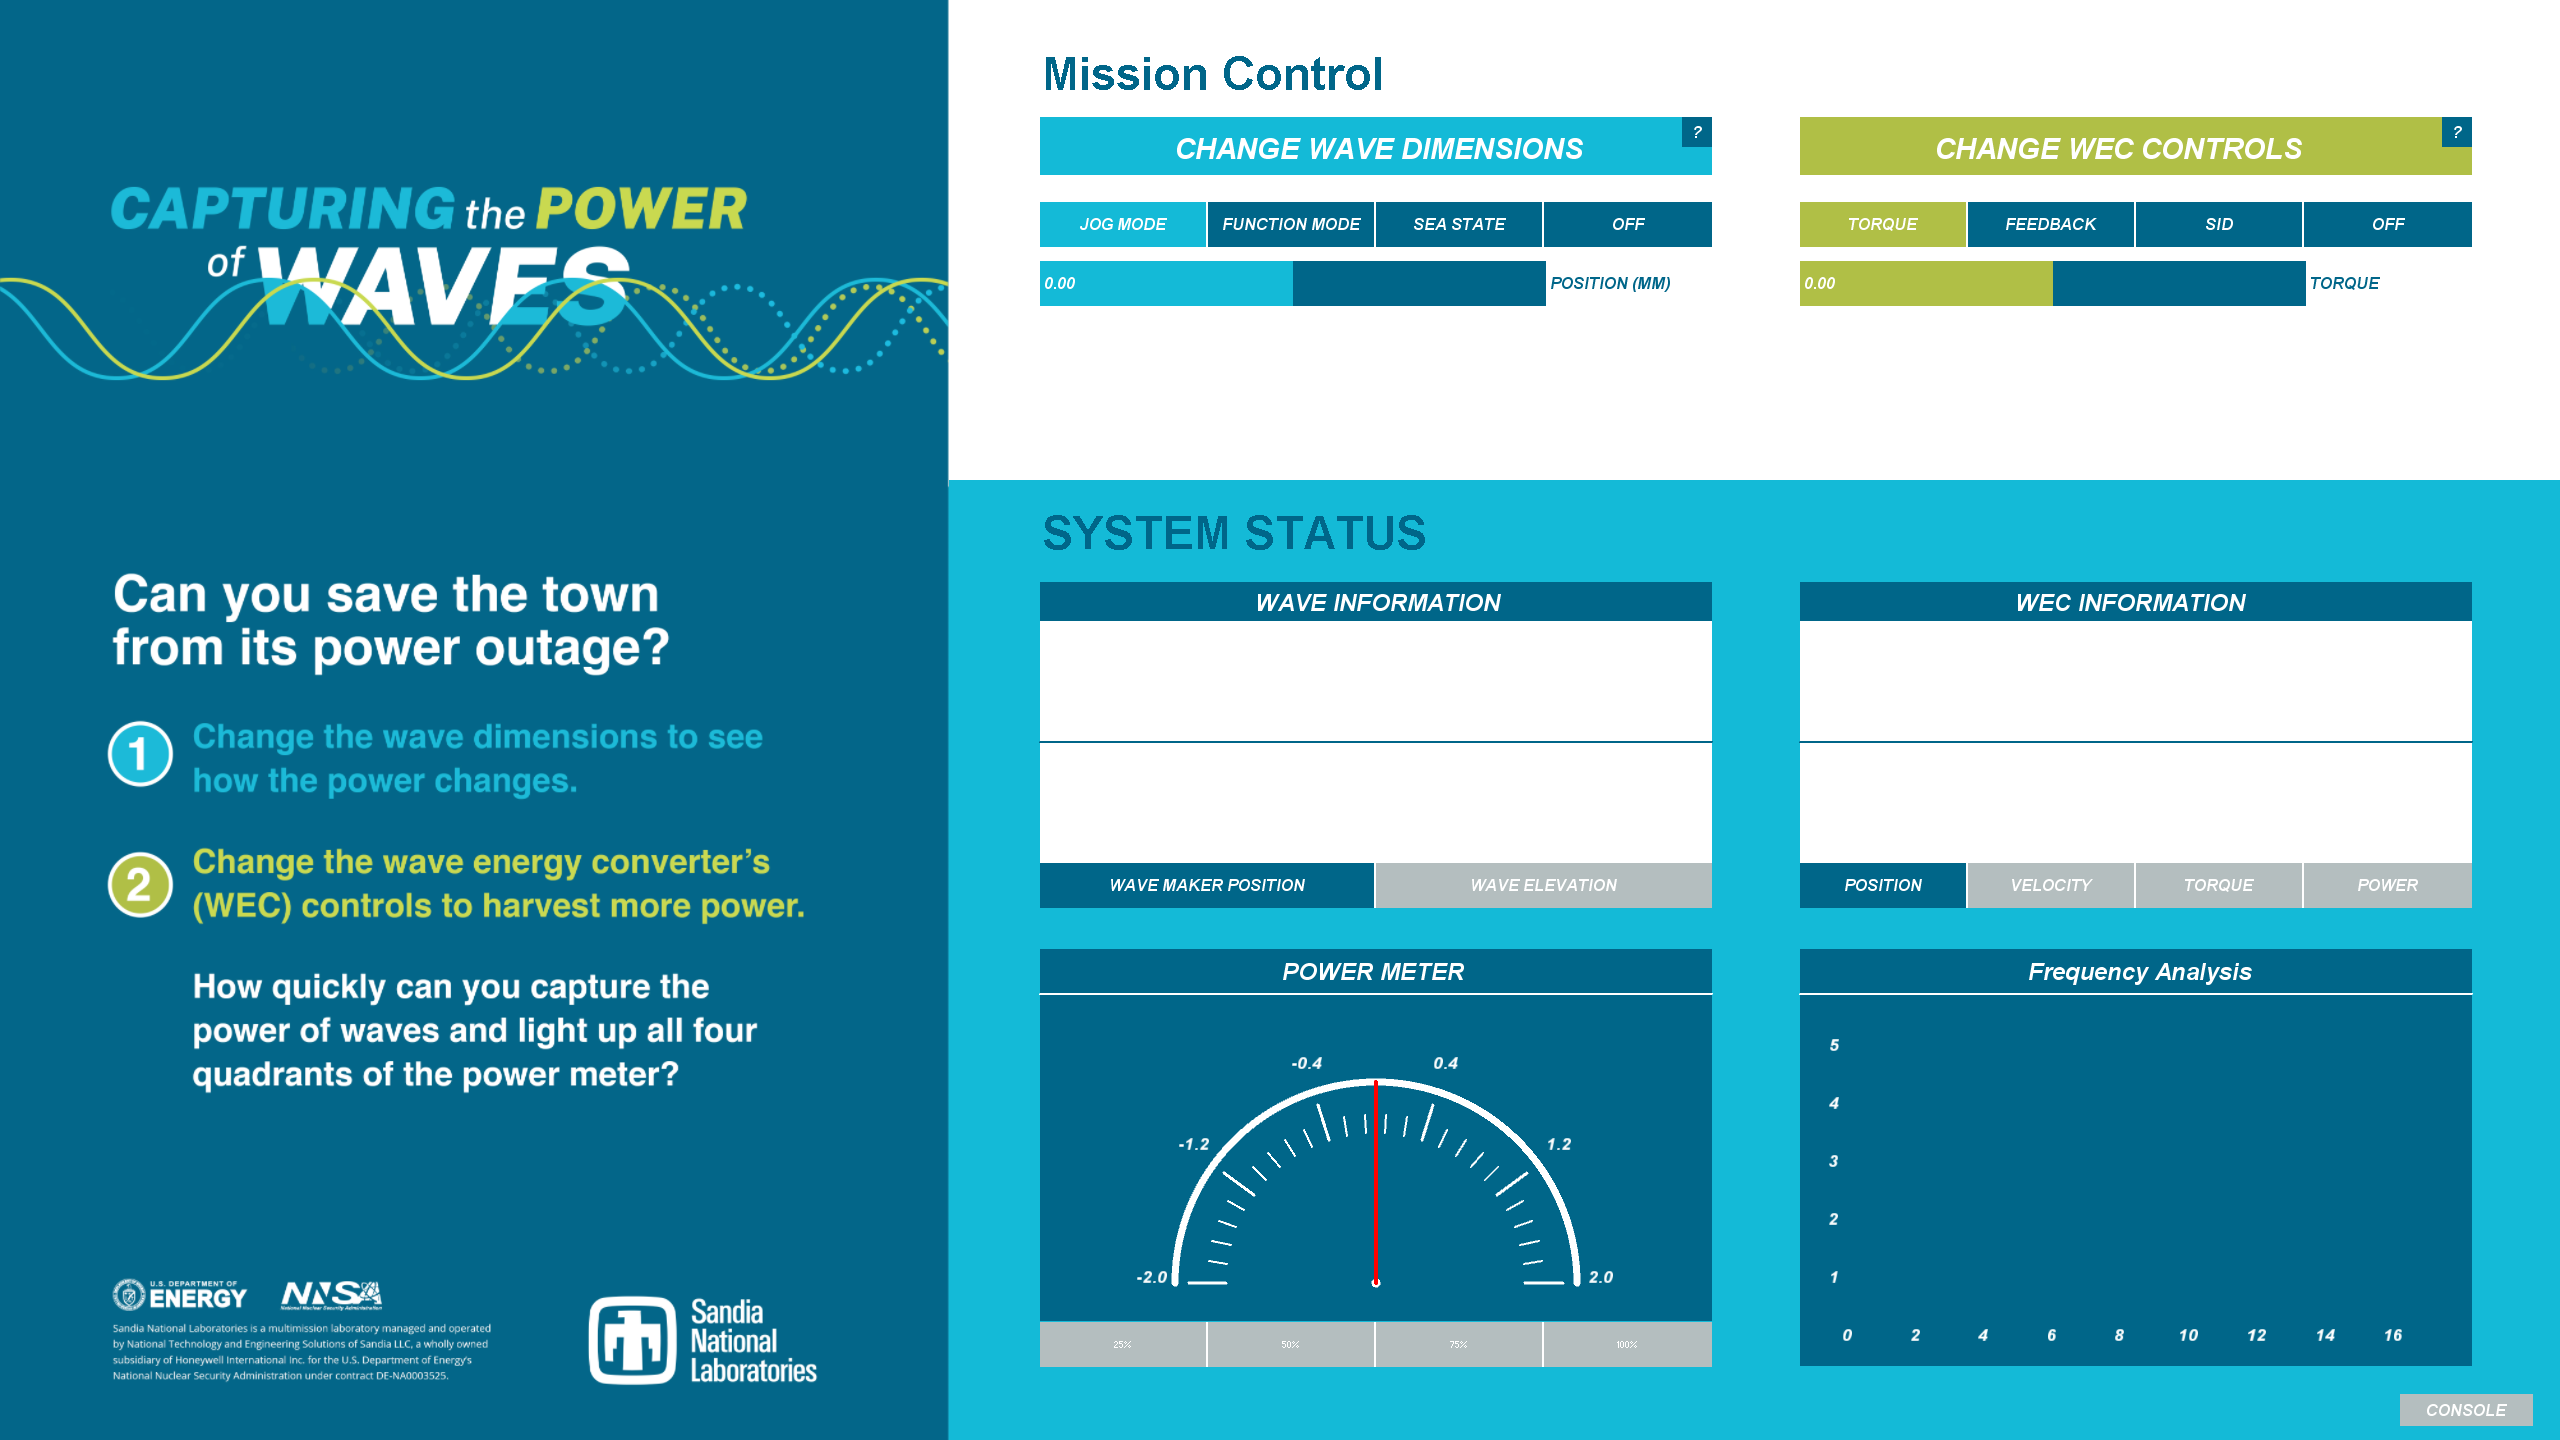 CAPTURING the POWER
of WAVES
Can you save the town
from its power outage?
1 Change the wave dimensions to see
how the power changes.
2 Change the wave energy converter’s
(WEC) controls to harvest more power.
How quickly can you capture the
power of waves and light up all four
quadrants of the power meter?
U.S. DEPARTMENT OF
ENERGY
NNSA
National Nuclear Security Administration
Sandia National Laboratories is a multimission laboratory managed and operated
by National Technology and Engineering Solutions of Sandia LLC, a wholly owned
subsidiary of Honeywell International Inc. for the U.S. Department of Energy's
National Nuclear Security Administration under contract DE-NA0003525.
Sandia
National
Laboratories
Mission Control
CHANGE WAVE DIMENSIONS ?
JOG MODE FUNCTION MODE SEA STATE OFF
0.00 POSITION (MM)
CHANGE WEC CONTROLS ?
TORQUE FEEDBACK SID OFF
0.00 TORQUE
SYSTEM STATUS
WAVE INFORMATION
WAVE MAKER POSITION WAVE ELEVATION
WEC INFORMATION
POSITION VELOCITY TORQUE POWER
POWER METER
-0.4 0.4
-1.2 1.2
-2.0 2.0
25% 50% 75% 100%
Frequency Analysis
5
4
3
2
1
0 2 4 6 8 10 12 14 16
CONSOLE